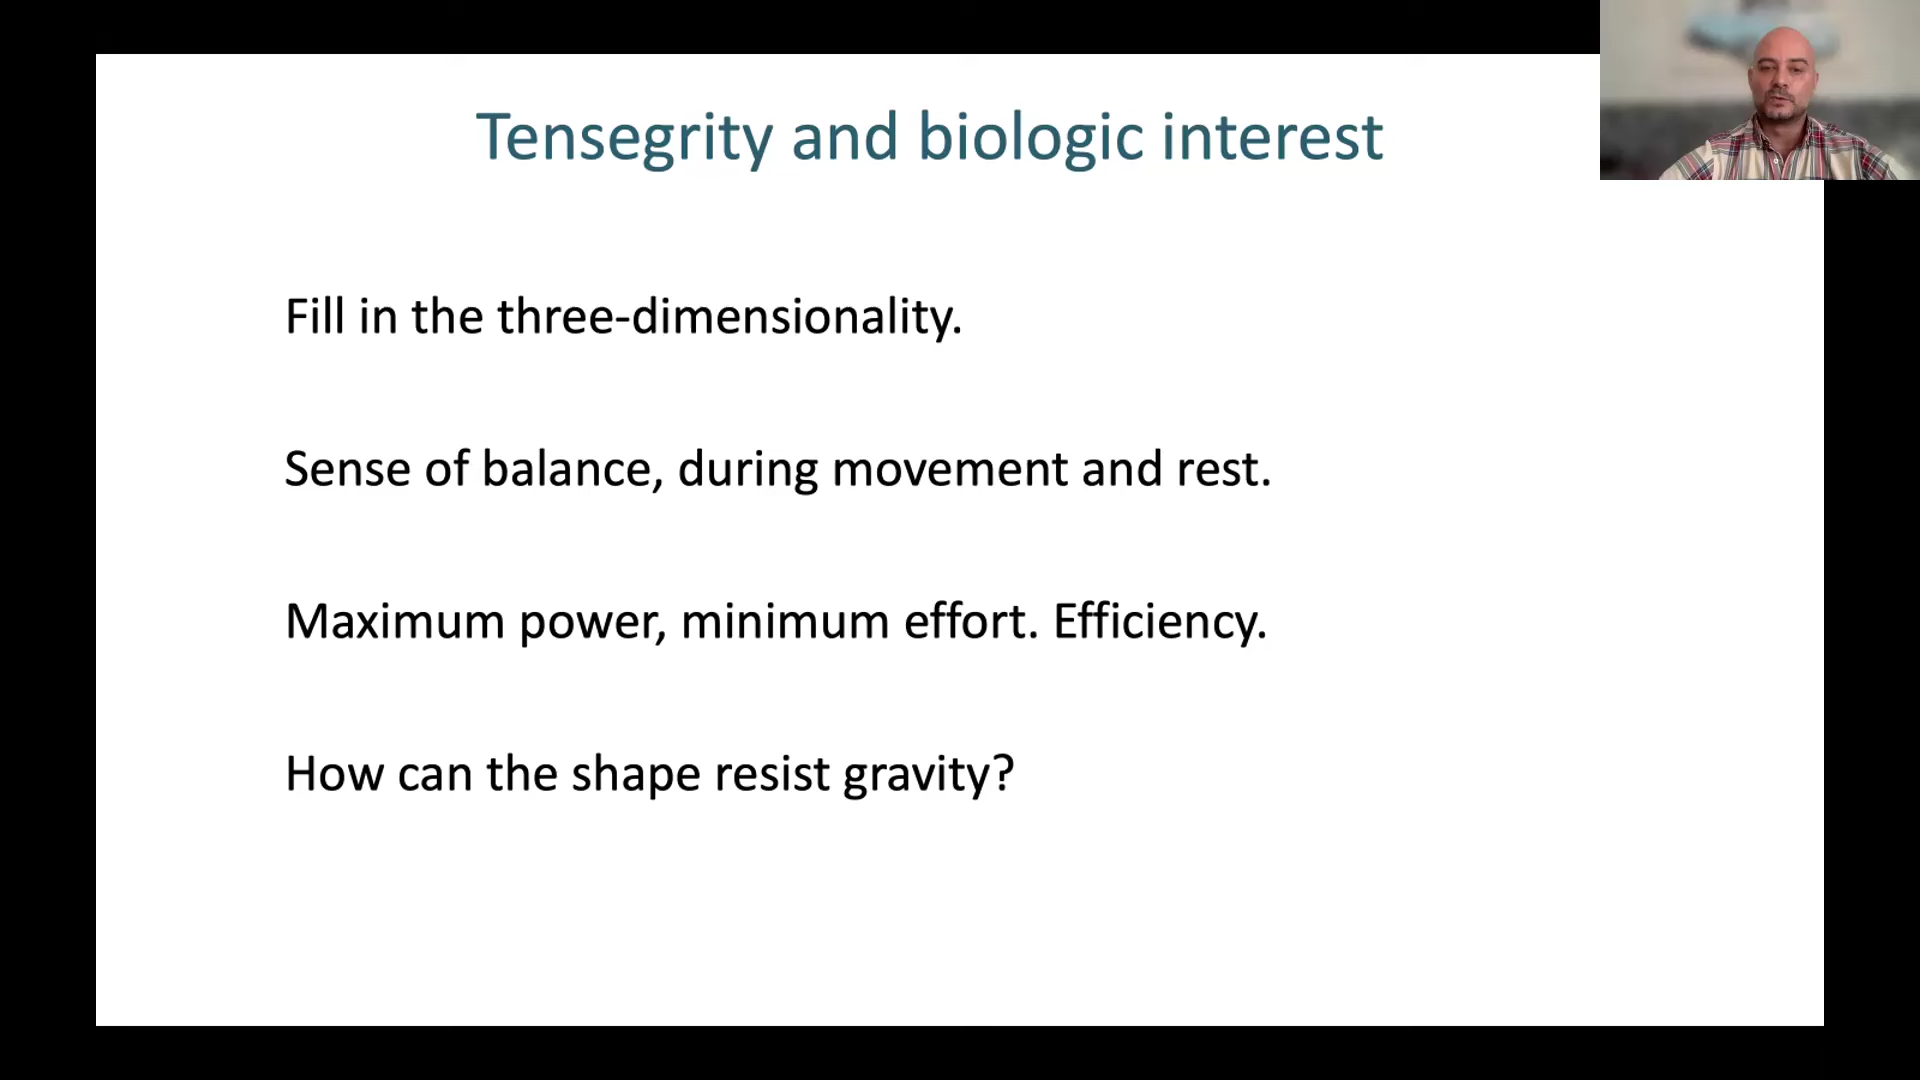 Tensegrity and biologic interest
Fill in the three-dimensionality.
Sense of balance, during movement and rest.
Maximum power, minimum effort. Efficiency.
How can the shape resist gravity?